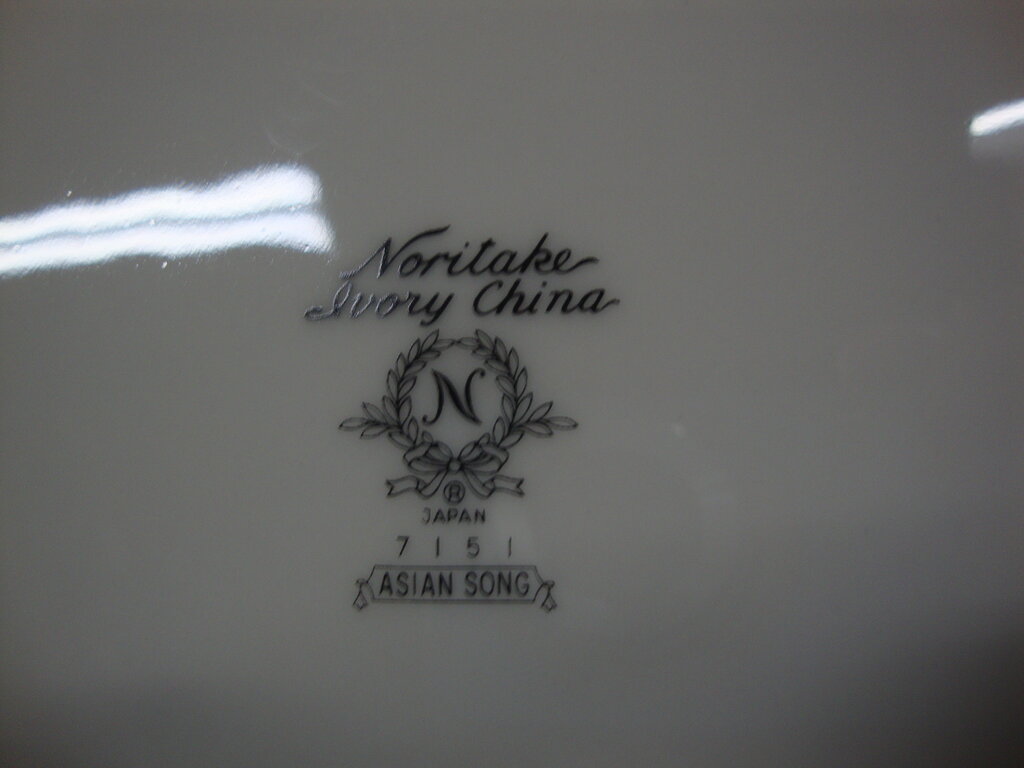 Noritake
Ivory China
N
®
JAPAN
7151
ASIAN SONG